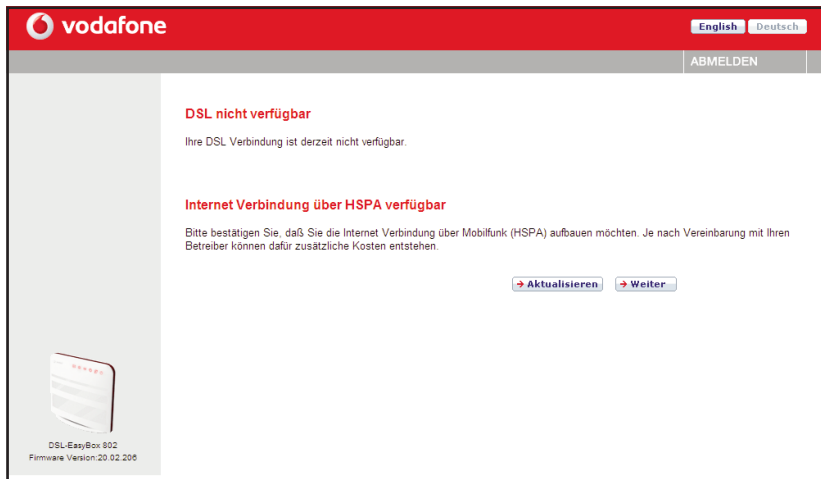 vodafone
English Deutsch
ABMELDEN
DSL nicht verfügbar
Ihre DSL Verbindung ist derzeit nicht verfügbar.
Internet Verbindung über HSPA verfügbar
Bitte bestätigen Sie, daß Sie die Internet Verbindung über Mobilfunk (HSPA) aufbauen möchten. Je nach Vereinbarung mit Ihren
Betreiber können dafür zusätzliche Kosten entstehen.
Aktualisieren Weiter
DSL-EasyBox 802
Firmware Version:20.02.206